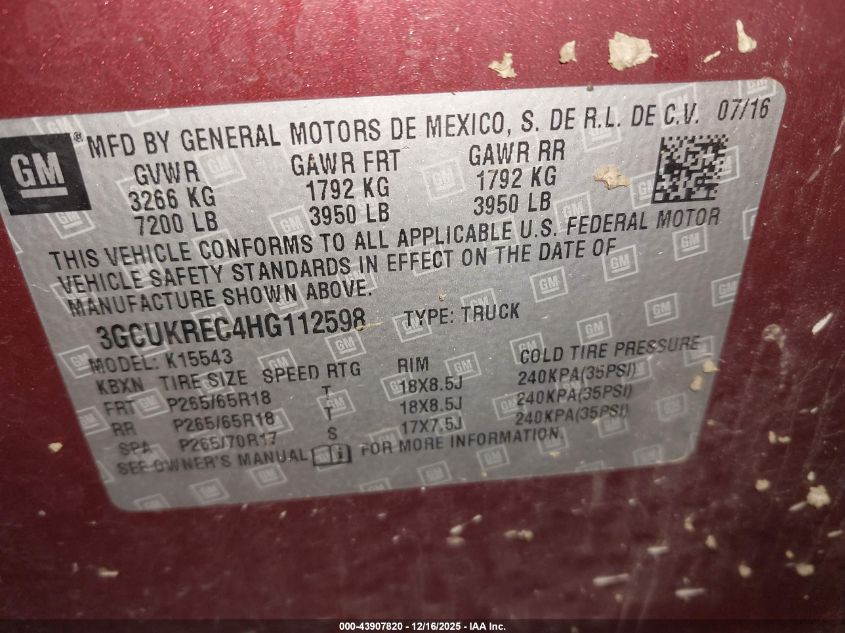 GM ® MFD BY GENERAL MOTORS DE MEXICO, S. DE R.L. DE C.V. 07/16
GVWR GAWR FRT GAWR RR
3266 KG 1792 KG 1792 KG
7200 LB 3950 LB 3950 LB
THIS VEHICLE CONFORMS TO ALL APPLICABLE U.S. FEDERAL MOTOR
VEHICLE SAFETY STANDARDS IN EFFECT ON THE DATE OF
MANUFACTURE SHOWN ABOVE.
3GCUKREC4HG112598 TYPE: TRUCK
MODEL: K15543
KBXN TIRE SIZE SPEED RTG RIM COLD TIRE PRESSURE
FRT P265/65R18 T 18X8.5J 240KPA(35PSI)
RR P265/65R18 T 18X8.5J 240KPA(35PSI)
SPA P265/70R17 S 17X7.5J 240KPA(35PSI)
SEE OWNER'S MANUAL FOR MORE INFORMATION.
000-43907820 - 12/16/2025 - IAA Inc.